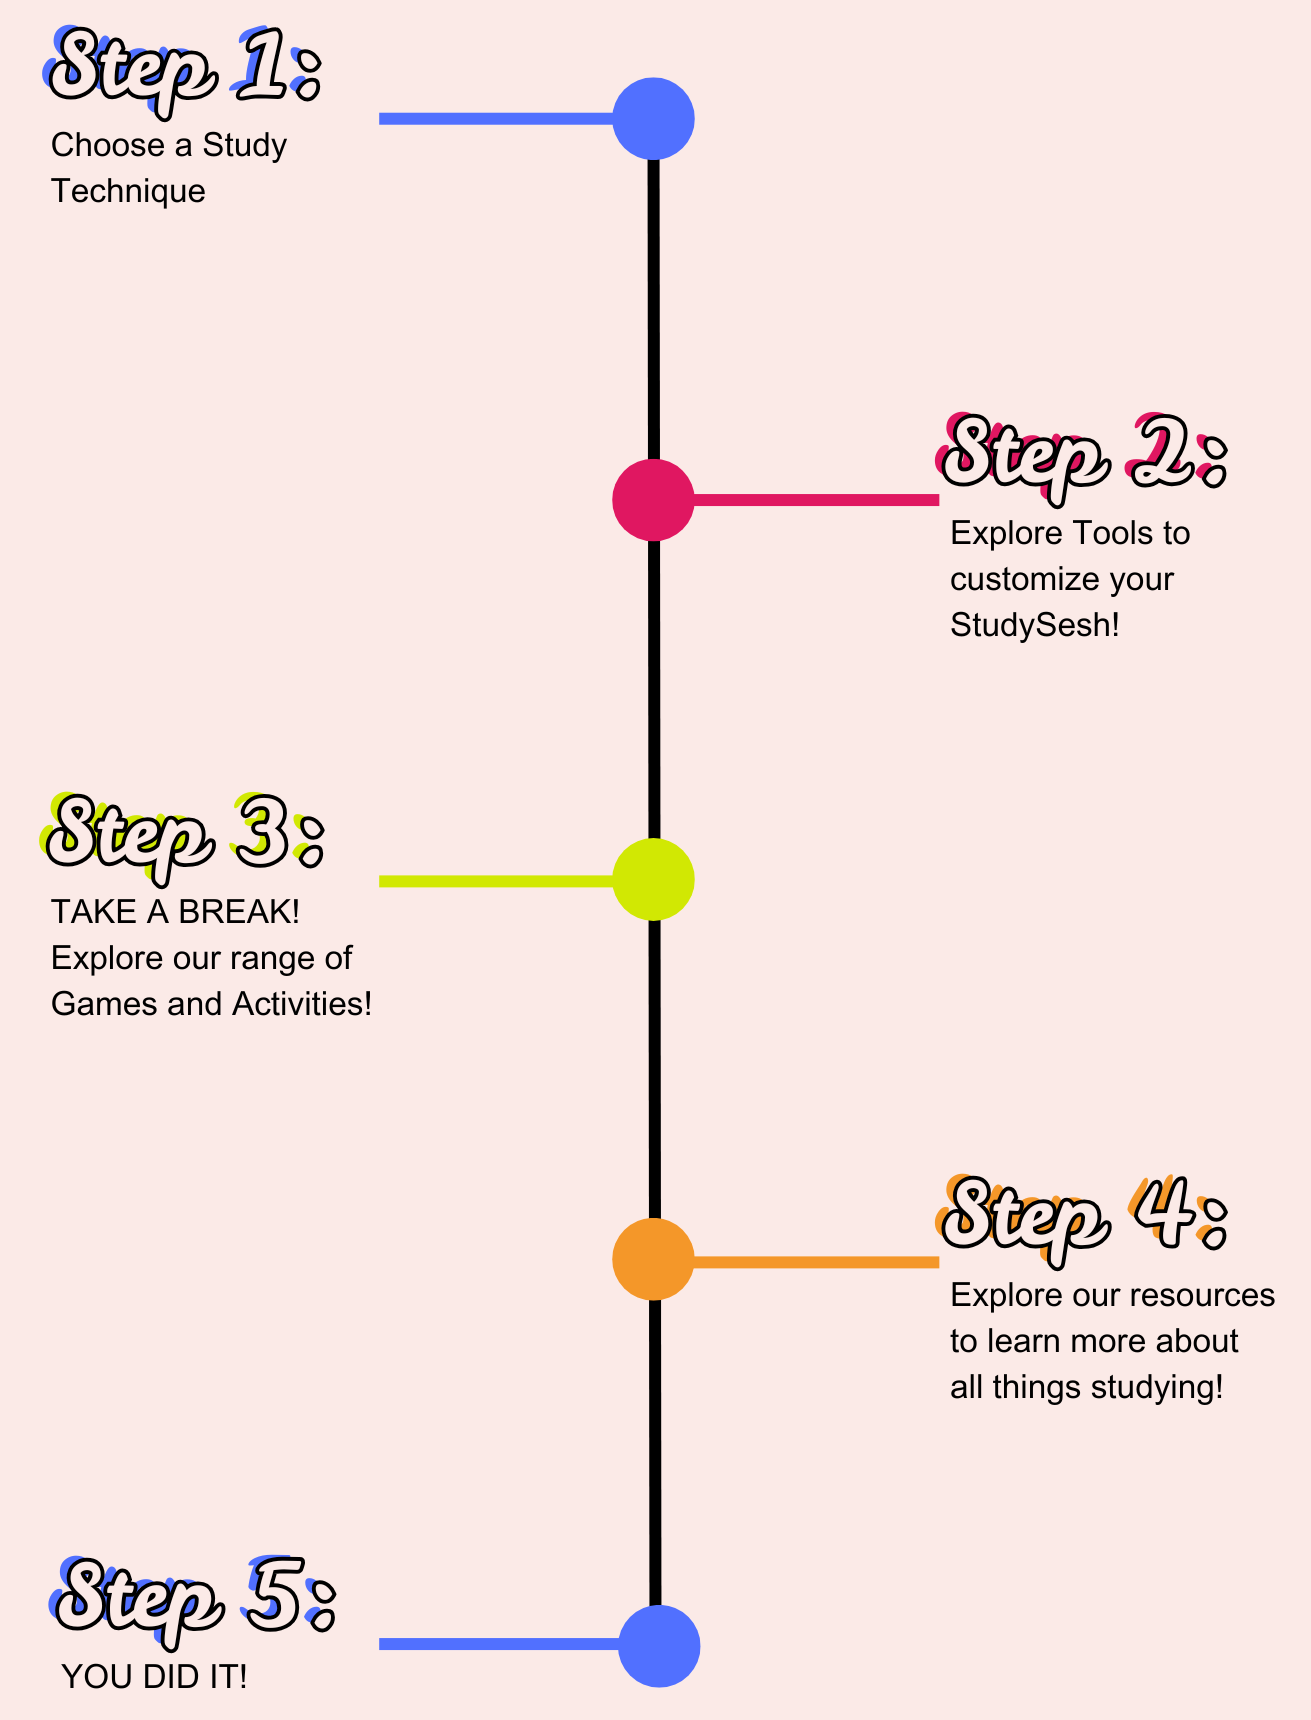 Step 1:
Choose a Study
Technique
Step 2:
Explore Tools to
customize your
StudySesh!
Step 3:
TAKE A BREAK!
Explore our range of
Games and Activities!
Step 4:
Explore our resources
to learn more about
all things studying!
Step 5:
YOU DID IT!